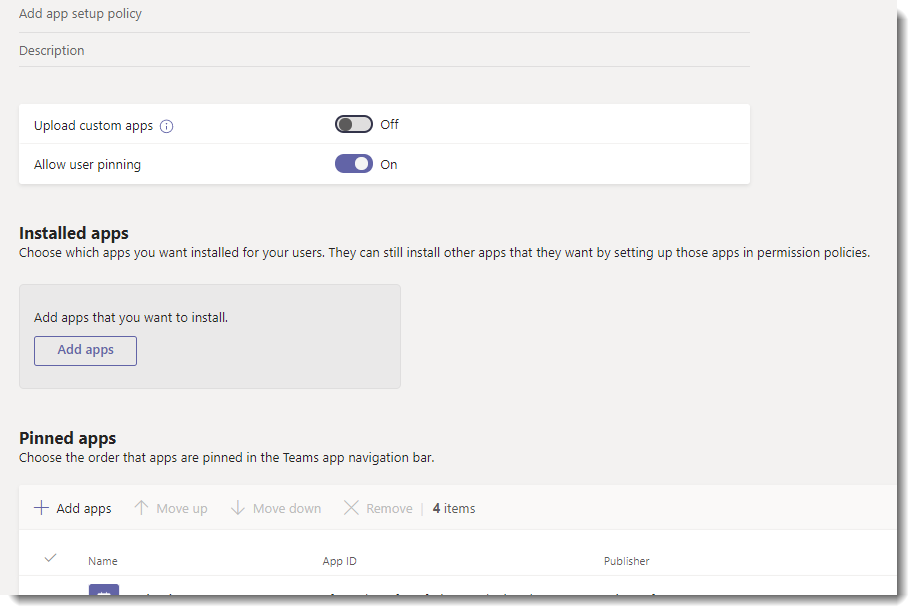 Add app setup policy
Description
Upload custom apps Off
Allow user pinning On
Installed apps
Choose which apps you want installed for your users. They can still install other apps that they want by setting up those apps in permission policies.
Add apps that you want to install.
Add apps
Pinned apps
Choose the order that apps are pinned in the Teams app navigation bar.
Add apps Move up Move down Remove | 4 items
Name App ID Publisher